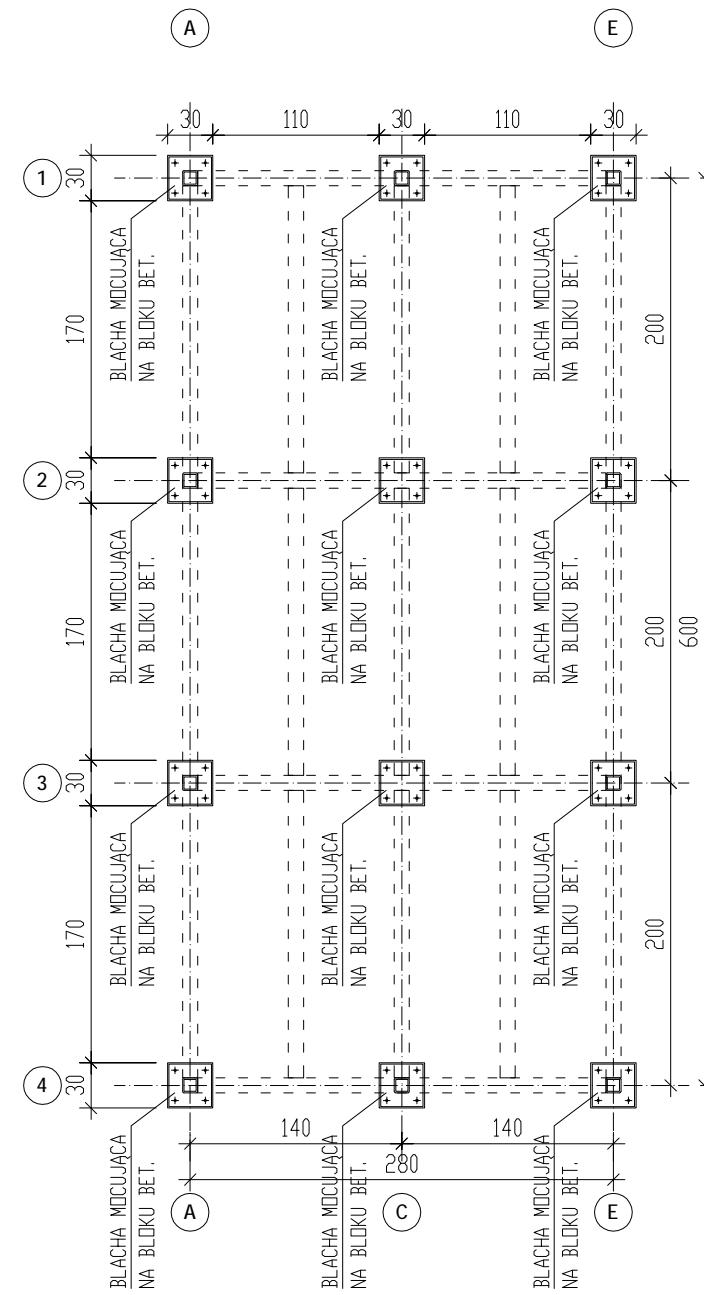 A
E
30
110
30
110
30
1
30
BLACHA MOCUJĄCA
NA BLOKU BET.
BLACHA MOCUJĄCA
NA BLOKU BET.
BLACHA MOCUJĄCA
NA BLOKU BET.
170
200
2
30
BLACHA MOCUJĄCA
NA BLOKU BET.
BLACHA MOCUJĄCA
NA BLOKU BET.
BLACHA MOCUJĄCA
NA BLOKU BET.
170
200
600
3
30
BLACHA MOCUJĄCA
NA BLOKU BET.
BLACHA MOCUJĄCA
NA BLOKU BET.
BLACHA MOCUJĄCA
NA BLOKU BET.
170
200
4
30
140
140
280
BLACHA MOCUJĄCA
NA BLOKU BET.
BLACHA MOCUJĄCA
NA BLOKU BET.
BLACHA MOCUJĄCA
NA BLOKU BET.
A
C
E